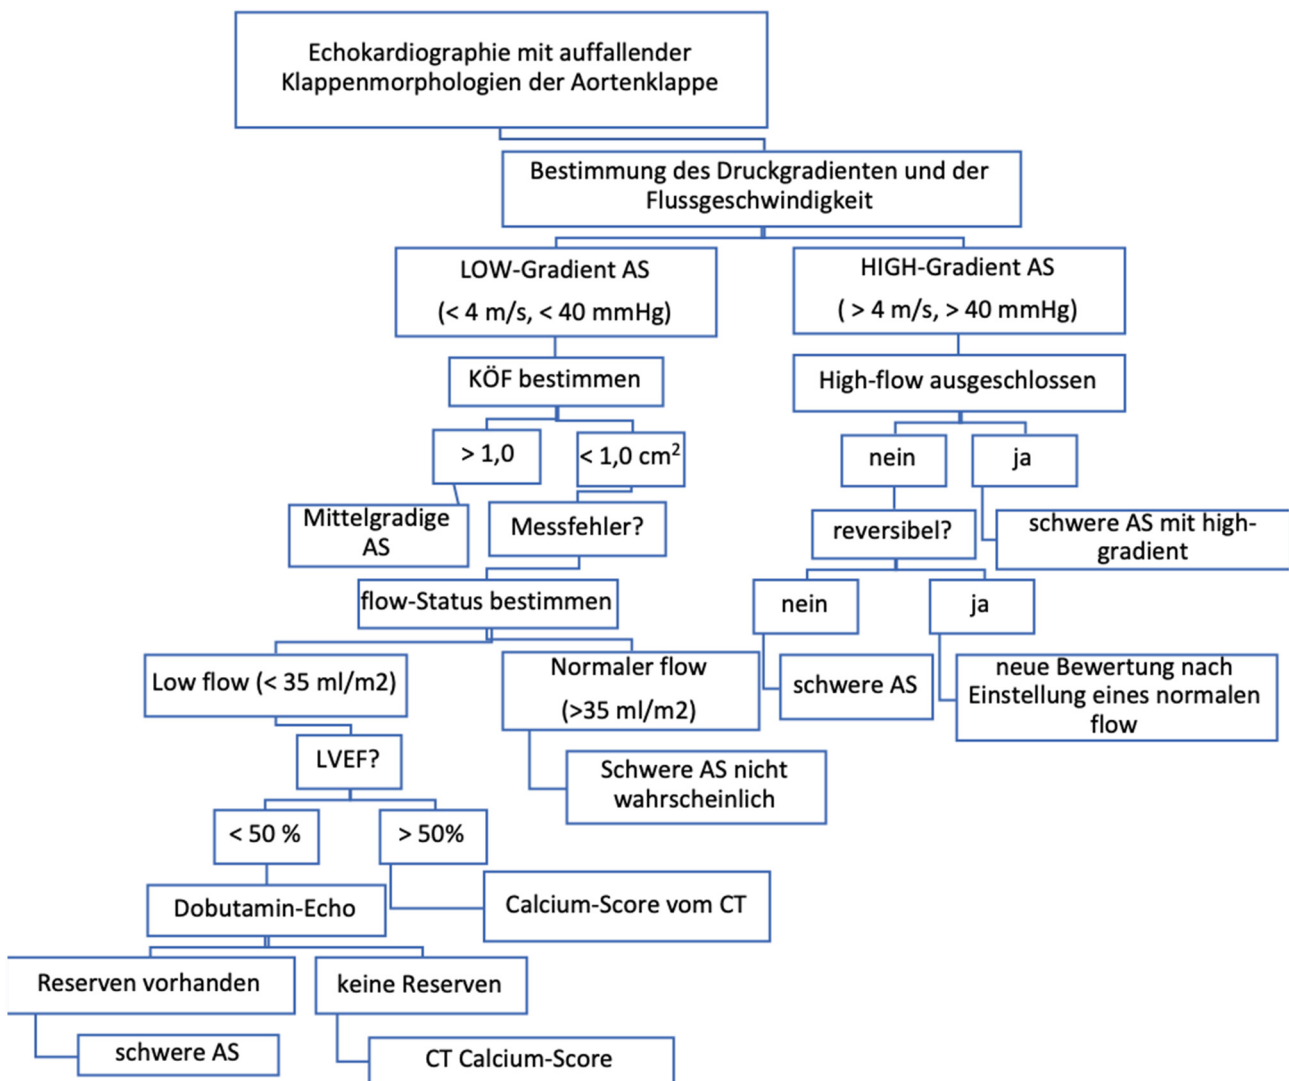 Echokardiographie mit auffallender
Klappenmorphologien der Aortenklappe
Bestimmung des Druckgradienten und der
Flussgeschwindigkeit
LOW-Gradient AS
(< 4 m/s, < 40 mmHg)
HIGH-Gradient AS
( > 4 m/s, > 40 mmHg)
KÖF bestimmen
High-flow ausgeschlossen
> 1,0
< 1,0 cm²
nein
ja
Mittelgradige
AS
Messfehler?
reversibel?
schwere AS mit high-
gradient
flow-Status bestimmen
nein
ja
Low flow (< 35 ml/m2)
Normaler flow
(>35 ml/m2)
schwere AS
neue Bewertung nach
Einstellung eines normalen
flow
LVEF?
Schwere AS nicht
wahrscheinlich
< 50 %
> 50%
Dobutamin-Echo
Calcium-Score vom CT
Reserven vorhanden
keine Reserven
schwere AS
CT Calcium-Score